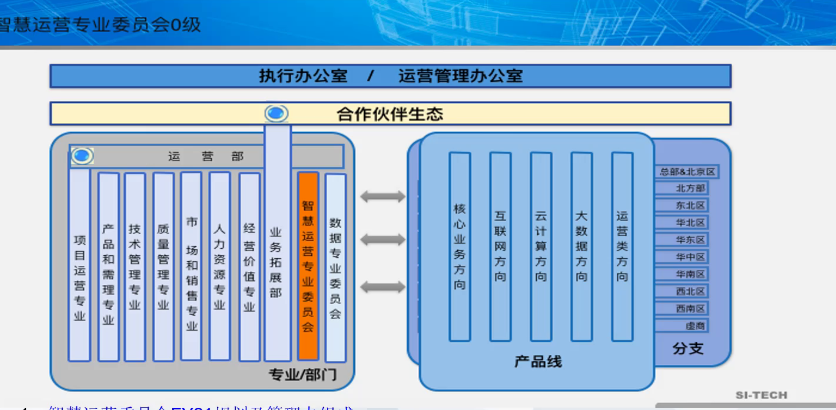 智慧运营专业委员会0级
执行办公室 / 运营管理办公室
合作伙伴生态
运 营 部
项目运营专业
产品和需理专业
技术管理专业
质量管理专业
市 场和销售专业
人力资源专业
经营价值专业
业务拓展部
智慧运营专业委员会
数据专业委员会
专业/部门
核心业务方向
互联网方向
云计算方向
大数据方向
运营类方向
产品线
总部&北京区
北方部
东北区
华北区
华东区
华中区
华南区
西北区
西南区
虚商
分支
SI-TECH